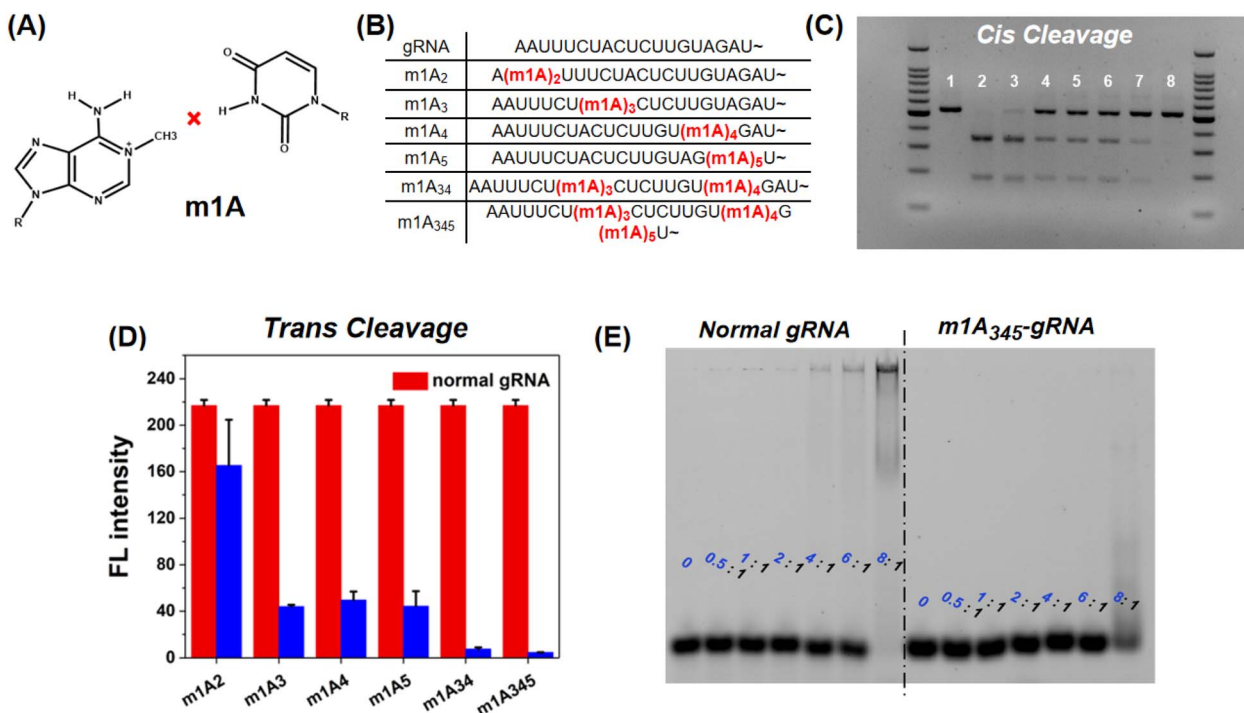 (A)
H H
N
CH3
N
N+
N
N
R
m1A
×
O
H N
N
R
O
(B)
gRNA AAUUUCUACUCUUGUAGAU~
m1A2 A(m1A)2UUUCUACUCUUGUAGAU~
m1A3 AAUUUCU(m1A)3CUCUUGUAGAU~
m1A4 AAUUUCUACUCUUGU(m1A)4GAU~
m1A5 AAUUUCUACUCUUGUAG(m1A)5U~
m1A34 AAUUUCU(m1A)3CUCUUGU(m1A)4GAU~
m1A345 AAUUUCU(m1A)3CUCUUGU(m1A)4G
(m1A)5U~
(C)
Cis Cleavage
1 2 3 4 5 6 7 8
(D)
Trans Cleavage
normal gRNA
FL intensity
240
200
160
120
80
40
0
m1A2 m1A3 m1A4 m1A5 m1A34 m1A345
(E)
Normal gRNA m1A345-gRNA
0 0.5:1 1:1 2:1 4:1 6:1 8:1
0 0.5:1 1:1 2:1 4:1 6:1 8:1